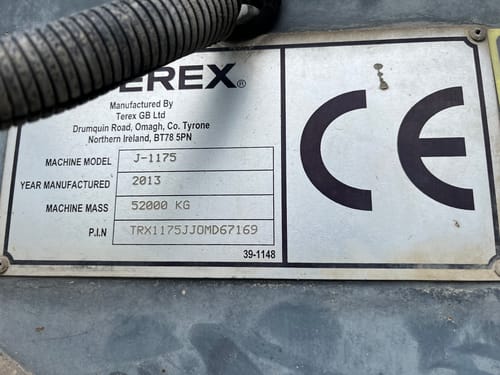 TEREX®
Manufactured By
Terex GB Ltd
Drumquin Road, Omagh, Co. Tyrone
Northern Ireland, BT78 5PN
MACHINE MODEL J-1175
YEAR MANUFACTURED 2013
MACHINE MASS 52000 KG
P.I.N TRX1175JJOMD67169
39-1148
CE